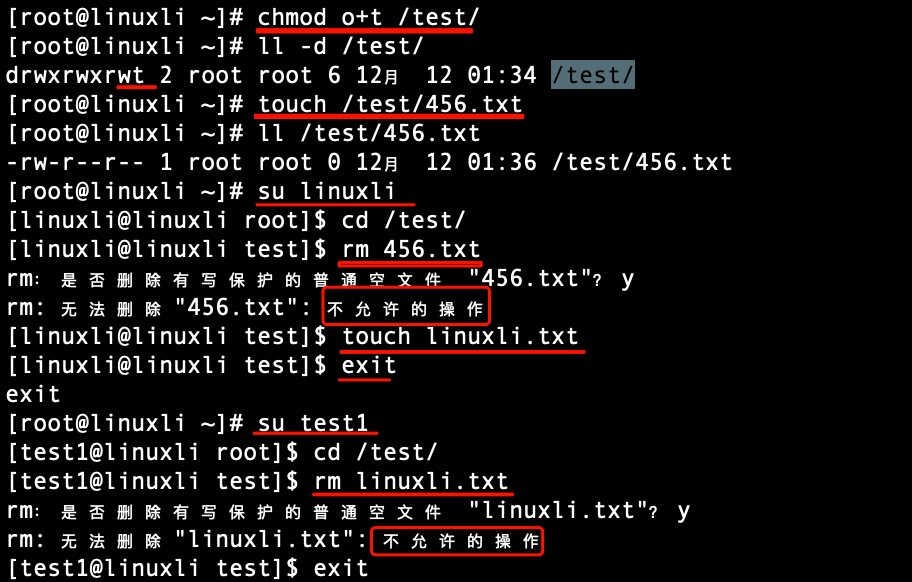 [root@linuxli ~]# chmod o+t /test/
[root@linuxli ~]# ll -d /test/
drwxrwxrwt 2 root root 6 12月  12 01:34 /test/
[root@linuxli ~]# touch /test/456.txt
[root@linuxli ~]# ll /test/456.txt
-rw-r--r-- 1 root root 0 12月  12 01:36 /test/456.txt
[root@linuxli ~]# su linuxli
[linuxli@linuxli root]$ cd /test/
[linuxli@linuxli test]$ rm 456.txt
rm：是否删除有写保护的普通空文件 "456.txt"？y
rm: 无法删除"456.txt": 不允许的操作
[linuxli@linuxli test]$ touch linuxli.txt
[linuxli@linuxli test]$ exit
exit
[root@linuxli ~]# su test1
[test1@linuxli root]$ cd /test/
[test1@linuxli test]$ rm linuxli.txt
rm：是否删除有写保护的普通空文件 "linuxli.txt"？y
rm: 无法删除"linuxli.txt": 不允许的操作
[test1@linuxli test]$ exit